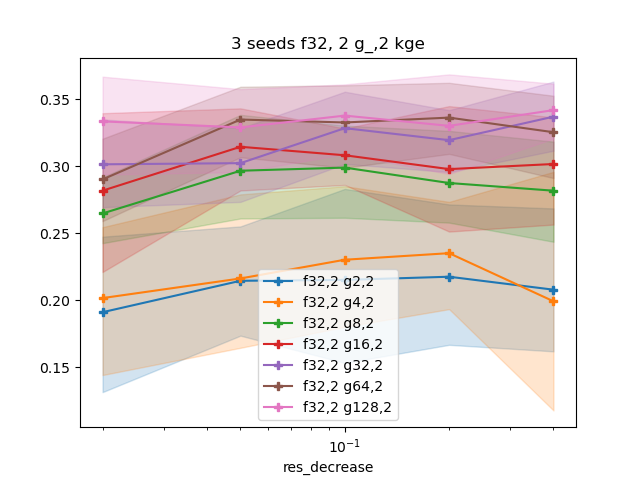 3 seeds f32, 2 g_,2 kge
0.35
0.30
0.25
0.20
0.15
f32,2 g2,2
f32,2 g4,2
f32,2 g8,2
f32,2 g16,2
f32,2 g32,2
f32,2 g64,2
f32,2 g128,2
10⁻¹
res_decrease